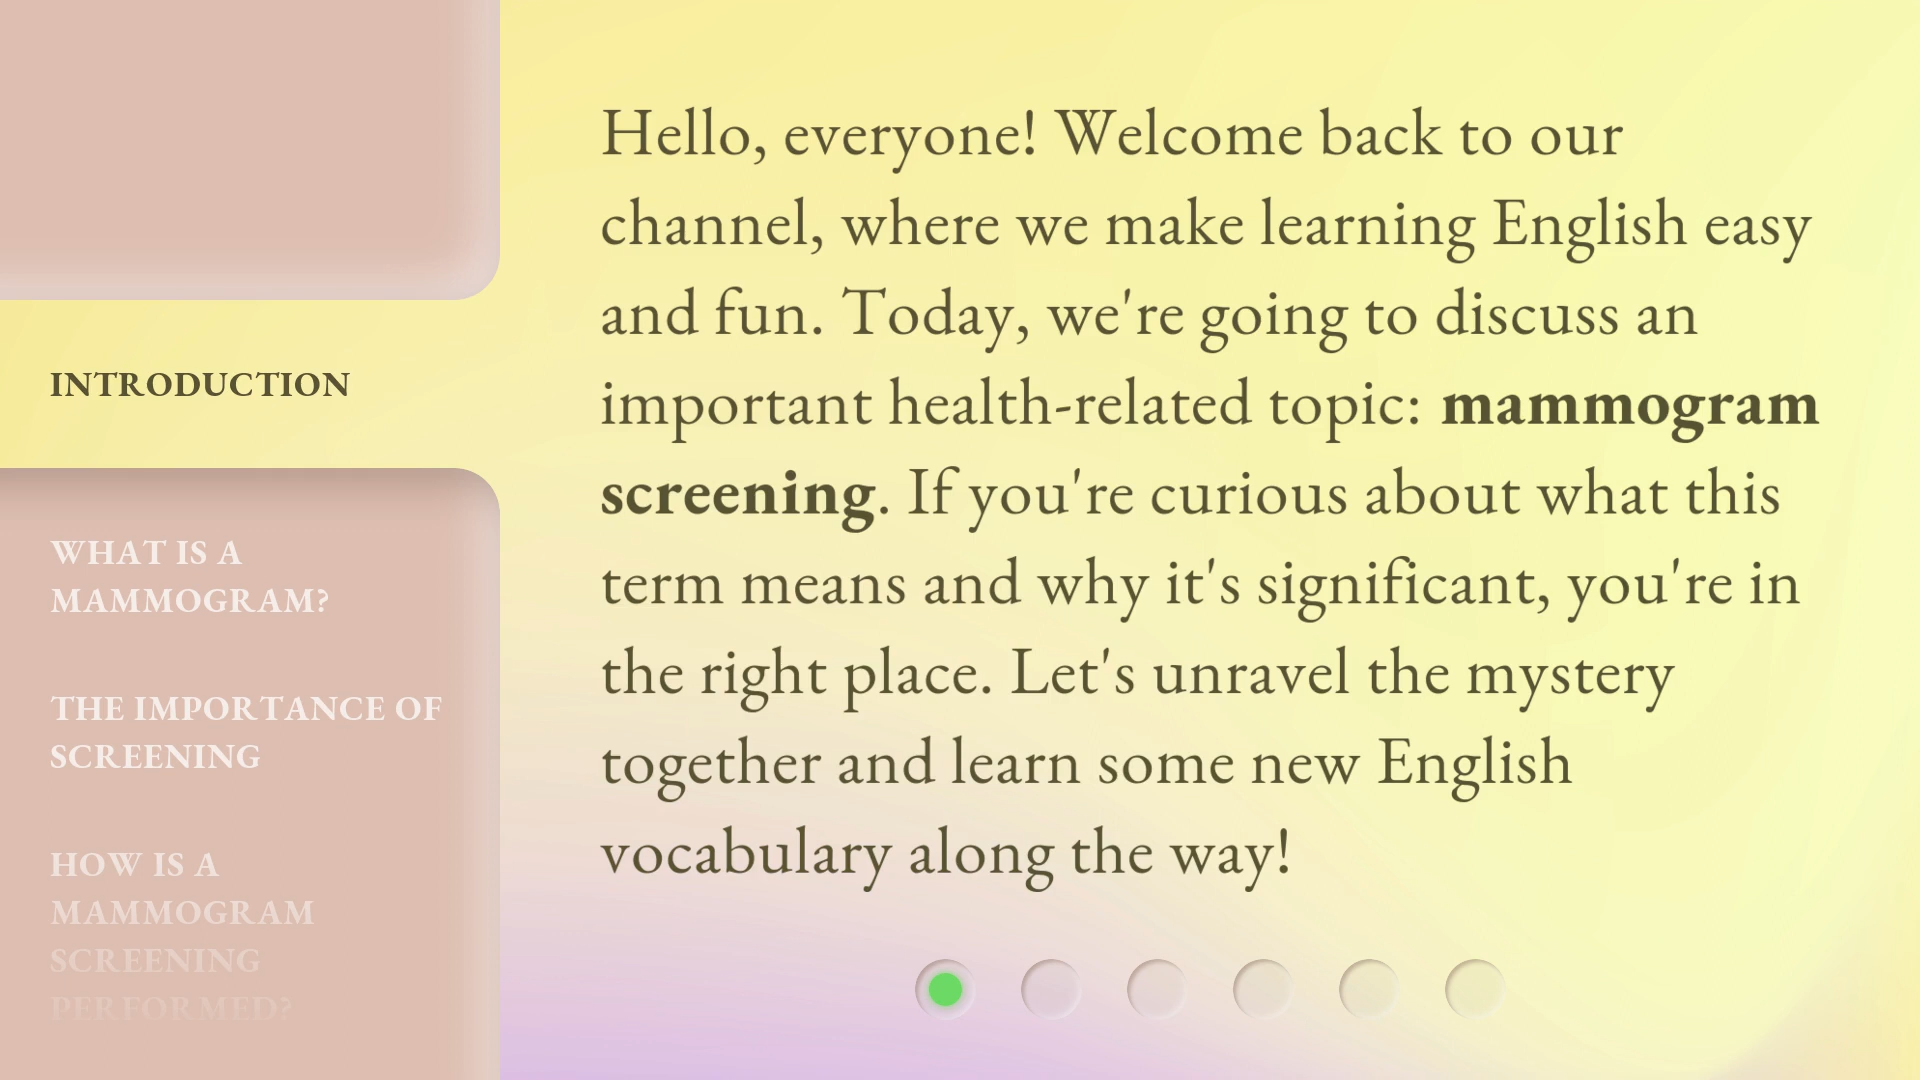 INTRODUCTION
WHAT IS A
MAMMOGRAM?
THE IMPORTANCE OF
SCREENING
HOW IS A
MAMMOGRAM
SCREENING
PERFORMED?
Hello, everyone! Welcome back to our
channel, where we make learning English easy
and fun. Today, we're going to discuss an
important health-related topic: mammogram
screening. If you're curious about what this
term means and why it's significant, you're in
the right place. Let's unravel the mystery
together and learn some new English
vocabulary along the way!